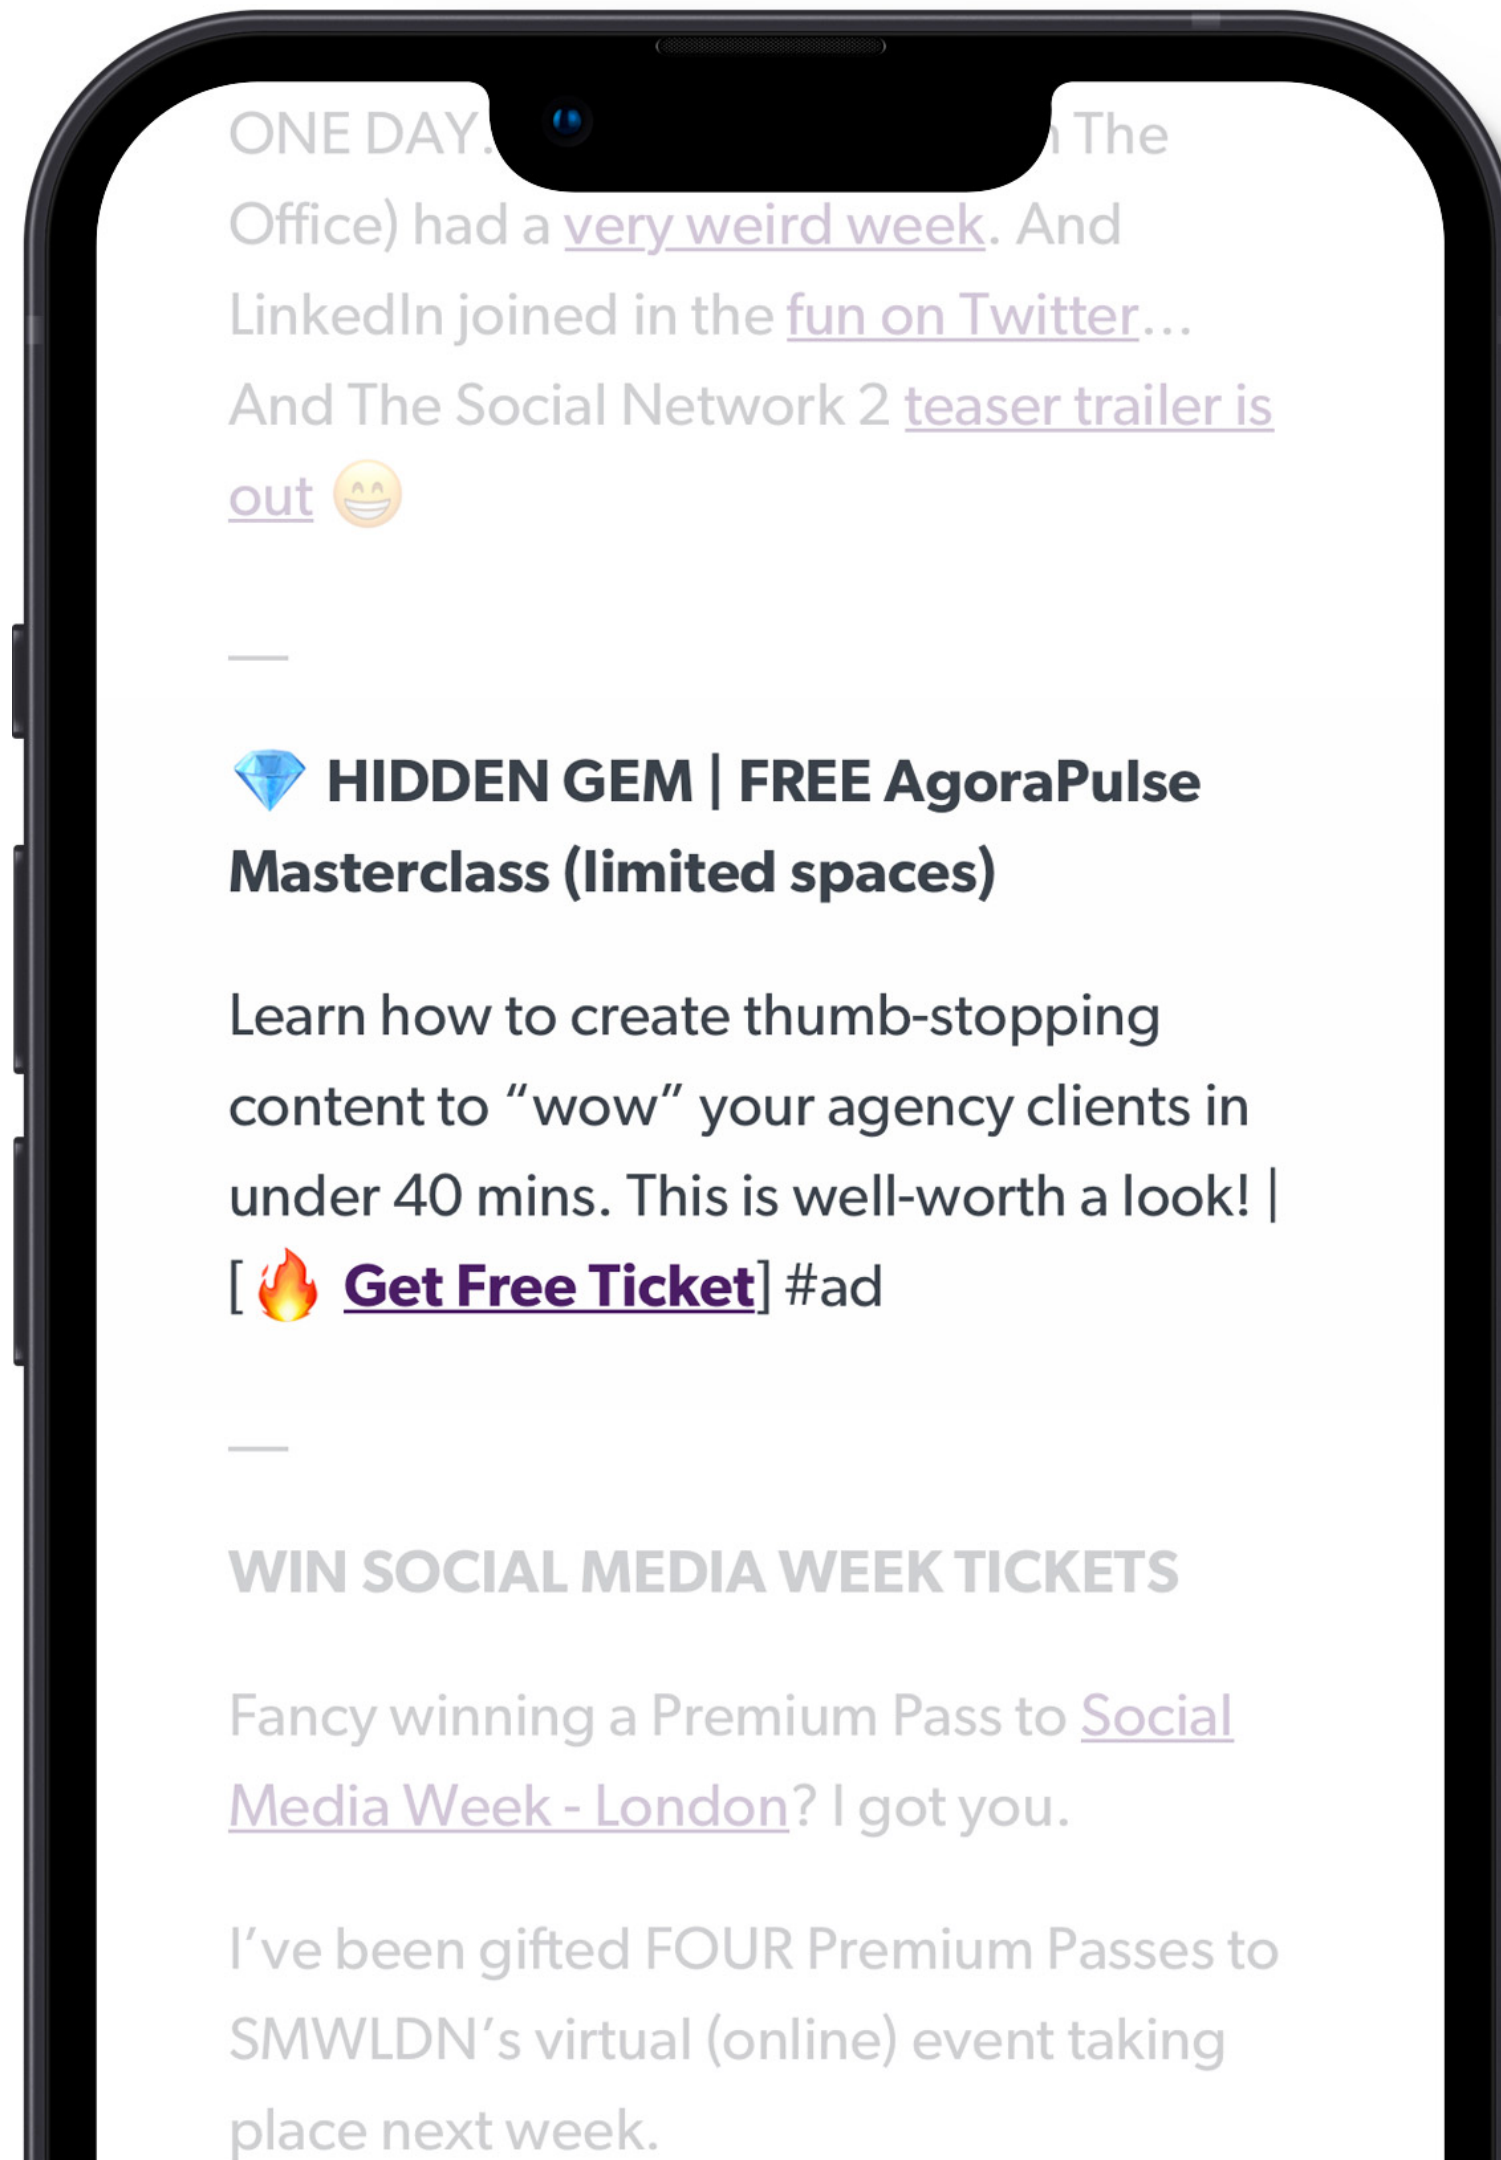 ONE DAY. The
Office) had a very weird week. And
LinkedIn joined in the fun on Twitter...
And The Social Network 2 teaser trailer is
out 😁
—
💎 HIDDEN GEM | FREE AgoraPulse
Masterclass (limited spaces)
Learn how to create thumb-stopping
content to “wow” your agency clients in
under 40 mins. This is well-worth a look! |
[🔥 Get Free Ticket] #ad
—
WIN SOCIAL MEDIA WEEK TICKETS
Fancy winning a Premium Pass to Social
Media Week - London? I got you.
I’ve been gifted FOUR Premium Passes to
SMWLDN’s virtual (online) event taking
place next week.